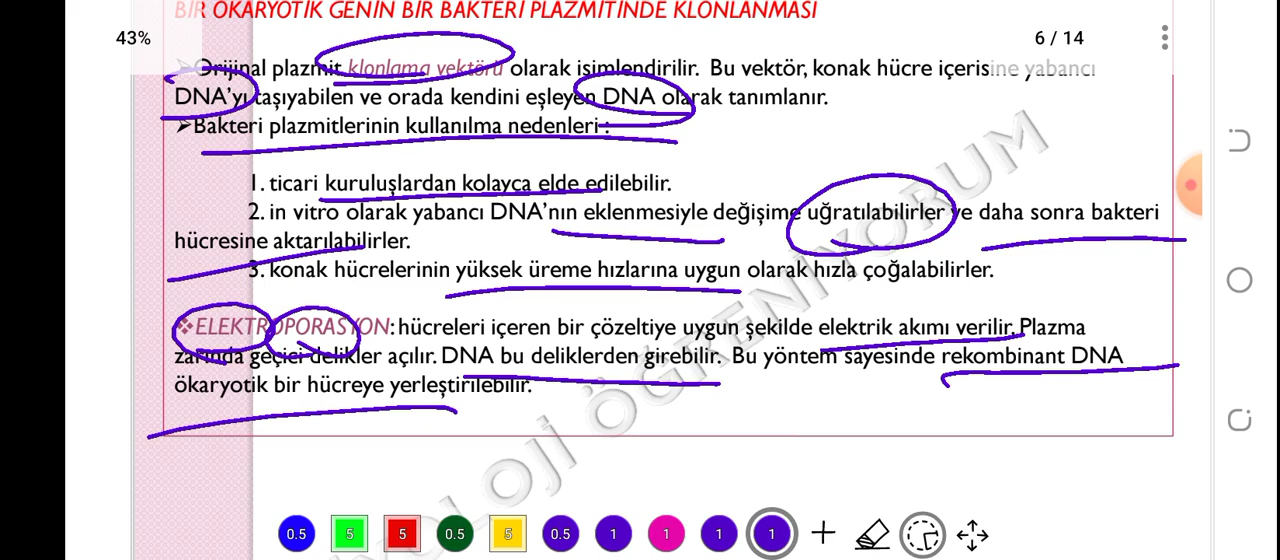 BİR ÖKARYOTİK GENİN BİR BAKTERİ PLAZMİTİNDE KLONLANMASI
43%
6 / 14
➢Orijinal plazmit klonlama vektörü olarak isimlendirilir. Bu vektör, konak hücre içerisine yabancı
DNA'yı taşıyabilen ve orada kendini eşleyen DNA olarak tanımlanır.
➢Bakteri plazmitlerinin kullanılma nedenleri :
1. ticari kuruluşlardan kolayca elde edilebilir.
2. in vitro olarak yabancı DNA'nın eklenmesiyle değişime uğratılabilirler ve daha sonra bakteri
hücresine aktarılabilirler.
3. konak hücrelerinin yüksek üreme hızlarına uygun olarak hızla çoğalabilirler.
❖ELEKTROPORASYON: hücreleri içeren bir çözeltiye uygun şekilde elektrik akımı verilir. Plazma
zarında geçici delikler açılır. DNA bu deliklerden girebilir. Bu yöntem sayesinde rekombinant DNA
ökaryotik bir hücreye yerleştirilebilir.
YOLOJİ ÖĞRENİYORUM
0.5 5 5 0.5 5 0.5 1 1 1 1